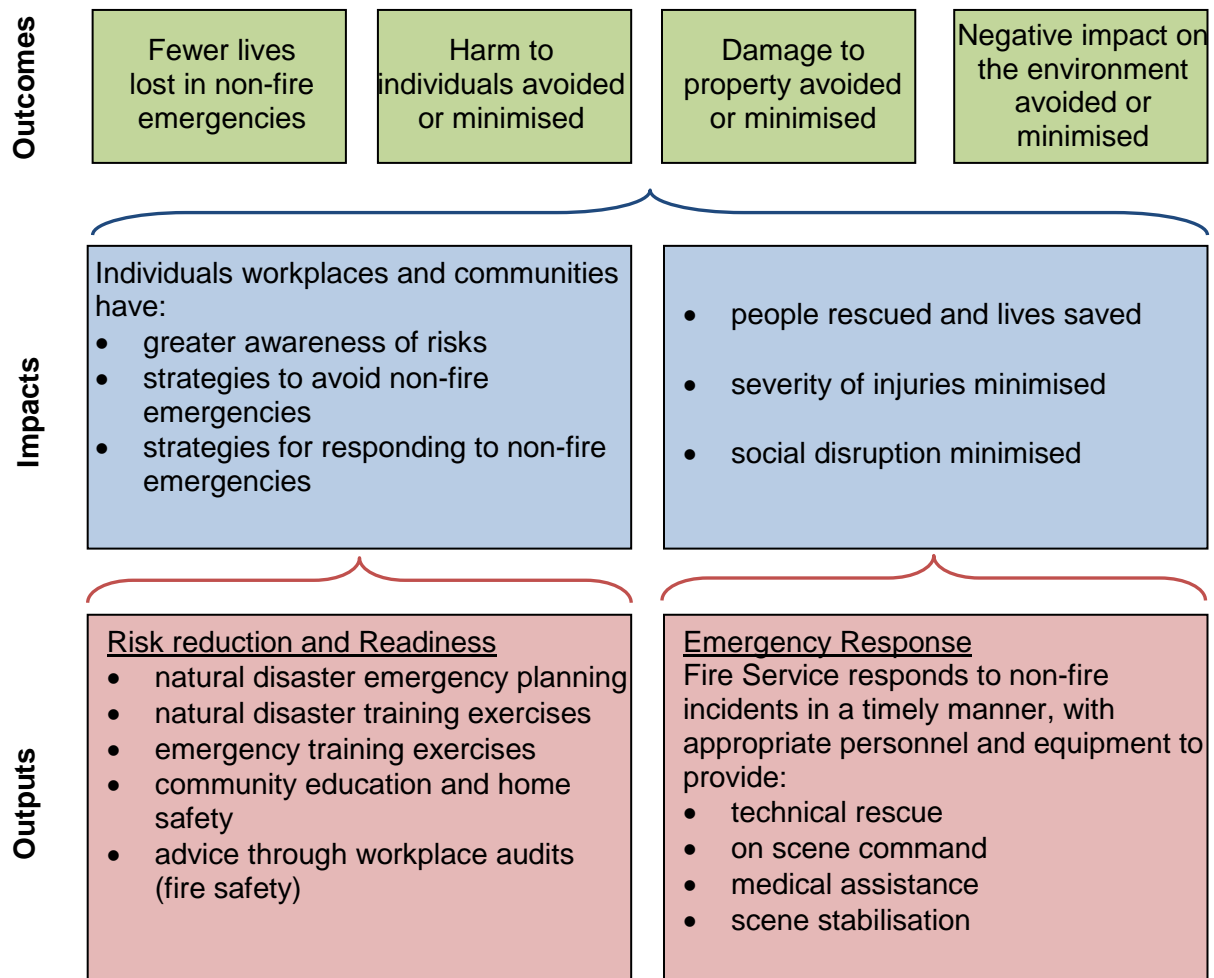 Outcomes
Fewer lives
lost in non-fire
emergencies
Harm to
individuals avoided
or minimised
Damage to
property avoided
or minimised
Negative impact on
the environment
avoided or
minimised
Impacts
Individuals workplaces and communities
have:
• greater awareness of risks
• strategies to avoid non-fire
emergencies
• strategies for responding to non-fire
emergencies
• people rescued and lives saved
• severity of injuries minimised
• social disruption minimised
Outputs
Risk reduction and Readiness
• natural disaster emergency planning
• natural disaster training exercises
• emergency training exercises
• community education and home
safety
• advice through workplace audits
(fire safety)
Emergency Response
Fire Service responds to non-fire
incidents in a timely manner, with
appropriate personnel and equipment to
provide:
• technical rescue
• on scene command
• medical assistance
• scene stabilisation